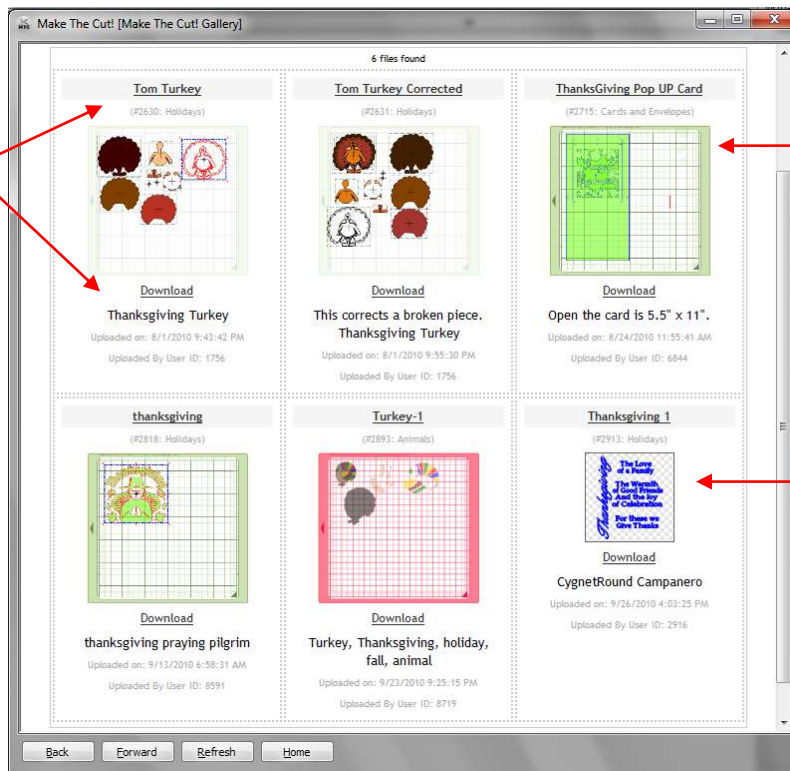 Make The Cut! [Make The Cut! Gallery]
6 files found
Tom Turkey
(#2630: Holidays)
Download
Thanksgiving Turkey
Uploaded on: 8/1/2010 9:43:42 PM
Uploaded By User ID: 1756
Tom Turkey Corrected
(#2631: Holidays)
Download
This corrects a broken piece.
Thanksgiving Turkey
Uploaded on: 8/1/2010 9:55:30 PM
Uploaded By User ID: 1756
ThanksGiving Pop UP Card
(#2715: Cards and Envelopes)
Download
Open the card is 5.5" x 11".
Uploaded on: 8/24/2010 11:55:41 AM
Uploaded By User ID: 6844
thanksgiving
(#2818: Holidays)
Download
thanksgiving praying pilgrim
Uploaded on: 9/13/2010 6:58:31 AM
Uploaded By User ID: 8591
Turkey-1
(#2893: Animals)
Download
Turkey, Thanksgiving, holiday,
fall, animal
Uploaded on: 9/23/2010 9:25:15 PM
Uploaded By User ID: 8719
Thanksgiving 1
(#2913: Holidays)
Thanksgiving
The Love
of a Family
The Warmth
of Good Friends
And the Joy
of Celebration
For these we
Give Thanks
Download
CygnetRound Campanero
Uploaded on: 9/26/2010 4:03:25 PM
Uploaded By User ID: 2916
Back Forward Refresh Home